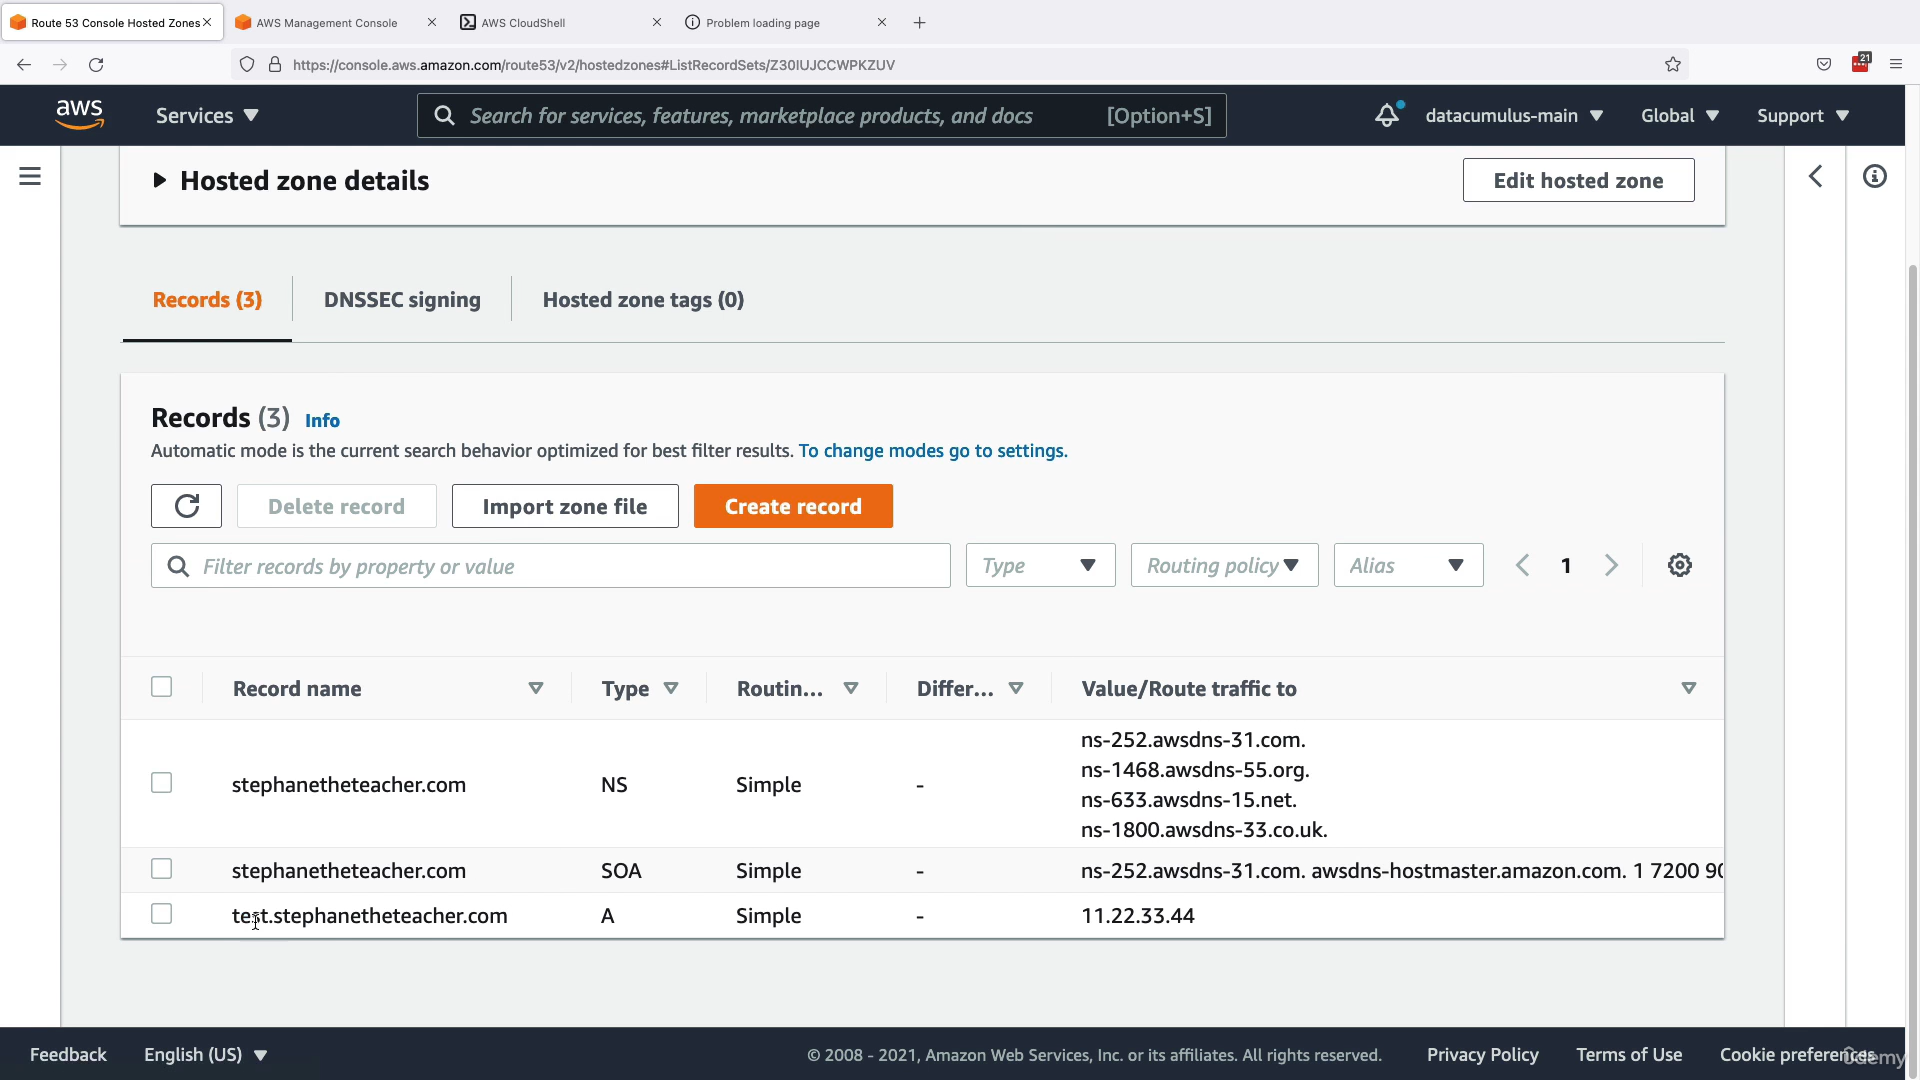 Route 53 Console Hosted Zones
AWS Management Console
AWS CloudShell
Problem loading page
https://console.aws.amazon.com/route53/v2/hostedzones#ListRecordSets/Z30IUJCCWPKZUV
21
aws
Services
Search for services, features, marketplace products, and docs
[Option+S]
datacumulus-main
Global
Support
Hosted zone details
Edit hosted zone
Records (3)
DNSSEC signing
Hosted zone tags (0)
Records (3) Info
Automatic mode is the current search behavior optimized for best filter results. To change modes go to settings.
Delete record
Import zone file
Create record
Filter records by property or value
Type
Routing policy
Alias
1
Record name
Type
Routin...
Differ...
Value/Route traffic to
ns-252.awsdns-31.com.
ns-1468.awsdns-55.org.
stephanetheteacher.com NS Simple -
ns-633.awsdns-15.net.
ns-1800.awsdns-33.co.uk.
stephanetheteacher.com SOA Simple - ns-252.awsdns-31.com. awsdns-hostmaster.amazon.com. 1 7200 90
test.stephanetheteacher.com A Simple - 11.22.33.44
Feedback
English (US)
© 2008 - 2021, Amazon Web Services, Inc. or its affiliates. All rights reserved.
Privacy Policy
Terms of Use
Cookie preferences
ûdemy